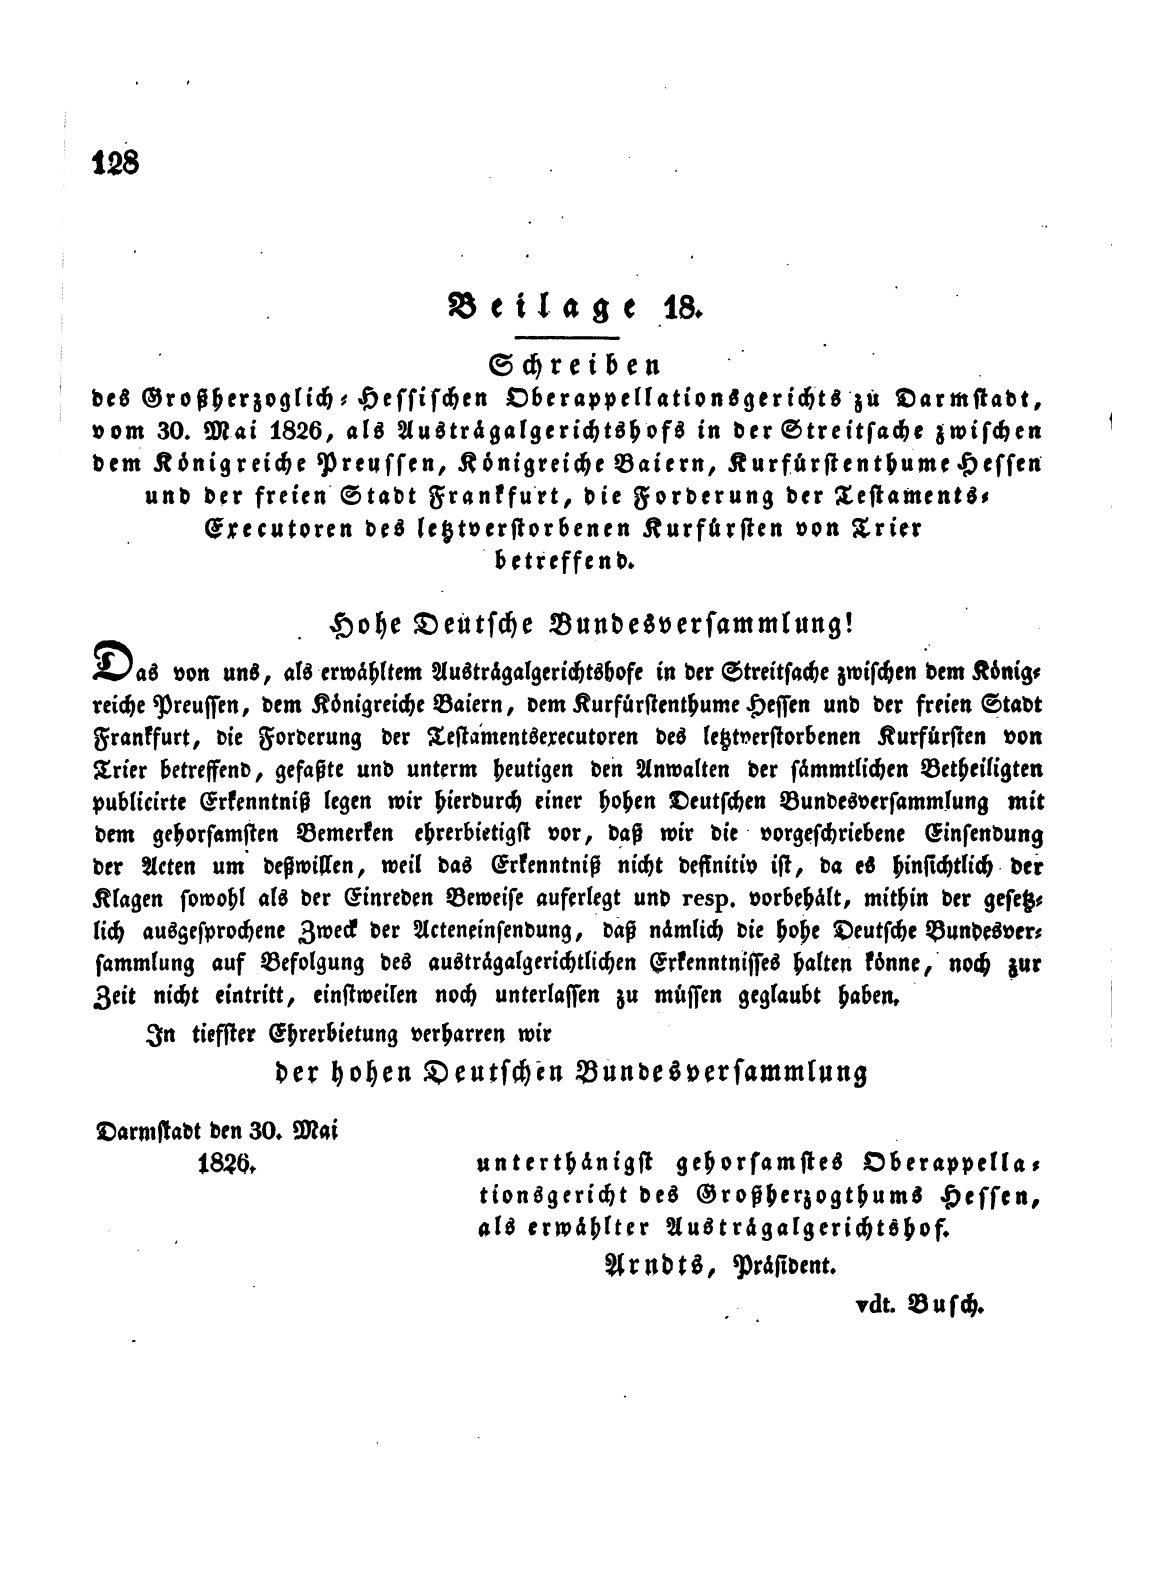 128
Beilage 18.
Schreiben
des Großherzoglich-Hessischen Oberappellationsgerichts zu Darmstadt,
vom 30. Mai 1826, als Austrägalgerichtshofs in der Streitsache zwischen
dem Königreiche Preussen, Königreiche Baiern, Kurfürstenthume Hessen
und der freien Stadt Frankfurt, die Forderung der Testaments-
Executoren des letztverstorbenen Kurfürsten von Trier
betreffend.
Hohe Deutsche Bundesversammlung!
Das von uns, als erwähltem Austrägalgerichtshofe in der Streitsache zwischen dem König-
reiche Preussen, dem Königreiche Baiern, dem Kurfürstenthume Hessen und der freien Stadt
Frankfurt, die Forderung der Testamentsexecutoren des letztverstorbenen Kurfürsten von
Trier betreffend, gefaßte und unterm heutigen den Anwalten der sämmtlichen Betheiligten
publicirte Erkenntniß legen wir hierdurch einer hohen Deutschen Bundesversammlung mit
dem gehorsamsten Bemerken ehrerbietigst vor, daß wir die vorgeschriebene Einsendung
der Acten um deßwillen, weil das Erkenntniß nicht definitiv ist, da es hinsichtlich der
Klagen sowohl als der Einreden Beweise auferlegt und resp. vorbehält, mithin der gesetz-
lich ausgesprochene Zweck der Acteneinsendung, daß nämlich die hohe Deutsche Bundesver-
sammlung auf Befolgung des austrägalgerichtlichen Erkenntnisses halten könne, noch zur
Zeit nicht eintritt, einstweilen noch unterlassen zu müssen geglaubt haben.
In tiefster Ehrerbietung verharren wir
der hohen Deutschen Bundesversammlung
Darmstadt den 30. Mai
1826.
unterthänigst gehorsamstes Oberappella-
tionsgericht des Großherzogthums Hessen,
als erwählter Austrägalgerichtshof.
Arndts, Präsident.
vdt. Busch.